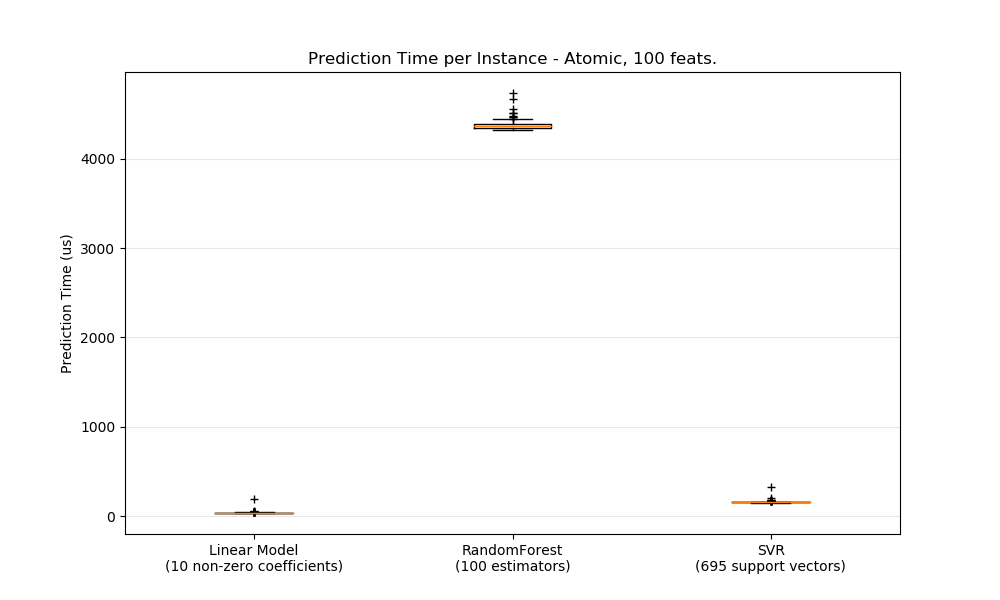 Prediction Time per Instance - Atomic, 100 feats.
Prediction Time (us)
4000
3000
2000
1000
0
Linear Model
(10 non-zero coefficients)
RandomForest
(100 estimators)
SVR
(695 support vectors)